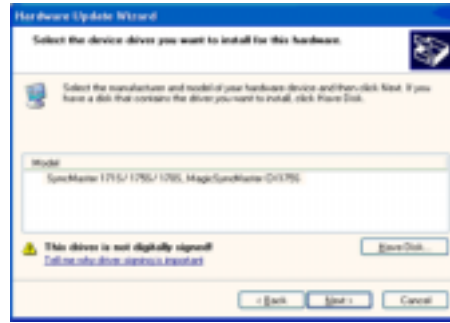 Hardware Update Wizard
Select the device driver you want to install for this hardware.
Select the manufacturer and model of your hardware device and then click Next. If you
have a disk that contains the driver you want to install, click Have Disk.
Model
SyncMaster 171S/ 175S/ 170S, MagicSyncMaster
This driver is not digitally signed!
Tell me why driver signing is important
Have Disk...
< Back
Next >
Cancel